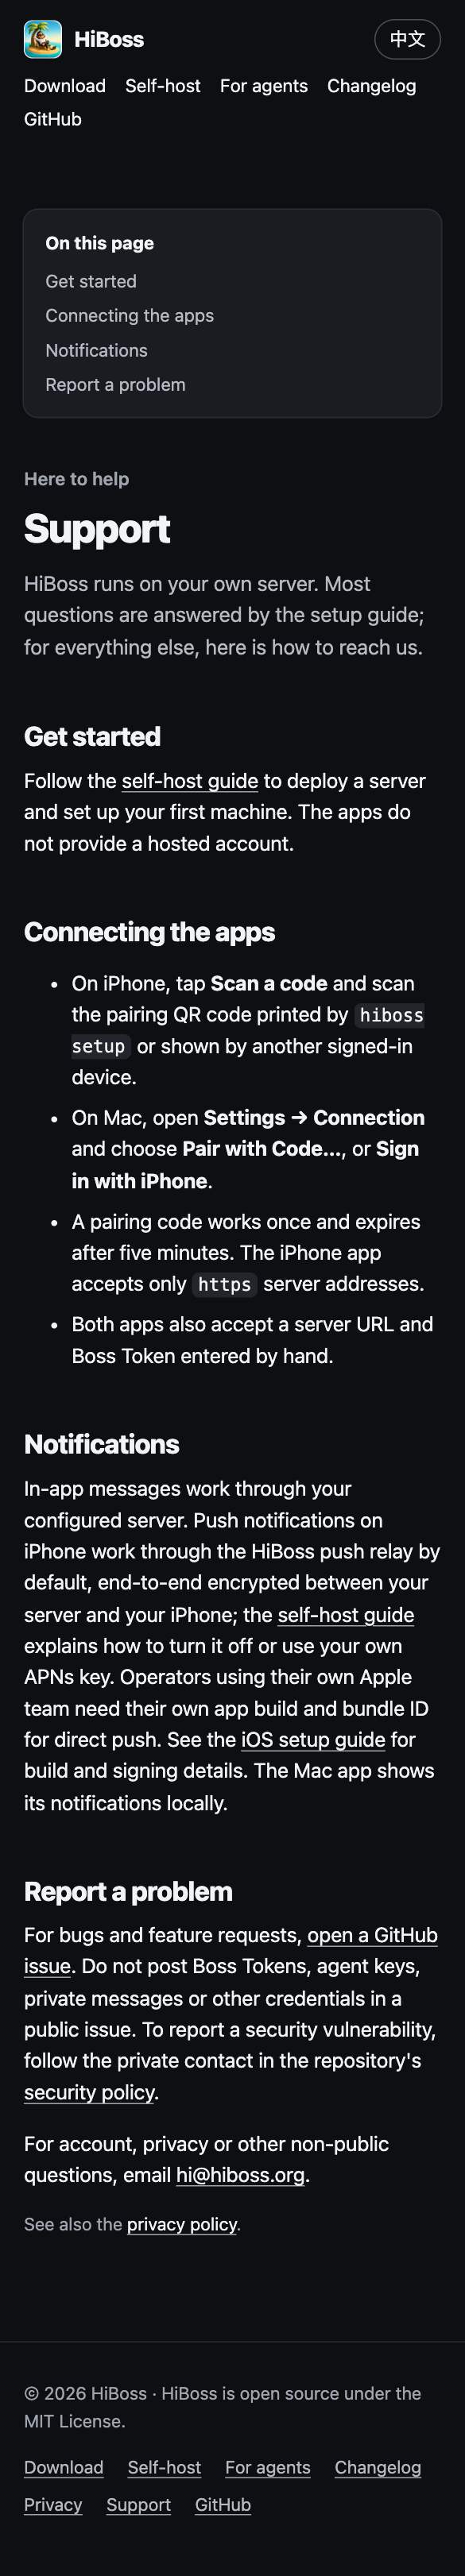 HiBoss
中文
Download Self-host For agents Changelog
GitHub
On this page
Get started
Connecting the apps
Notifications
Report a problem
Here to help
Support
HiBoss runs on your own server. Most
questions are answered by the setup guide;
for everything else, here is how to reach us.
Get started
Follow the self-host guide to deploy a server
and set up your first machine. The apps do
not provide a hosted account.
Connecting the apps
• On iPhone, tap Scan a code and scan
the pairing QR code printed by hiboss
setup or shown by another signed-in
device.
• On Mac, open Settings → Connection
and choose Pair with Code…, or Sign
in with iPhone.
• A pairing code works once and expires
after five minutes. The iPhone app
accepts only https server addresses.
• Both apps also accept a server URL and
Boss Token entered by hand.
Notifications
In-app messages work through your
configured server. Push notifications on
iPhone work through the HiBoss push relay by
default, end-to-end encrypted between your
server and your iPhone; the self-host guide
explains how to turn it off or use your own
APNs key. Operators using their own Apple
team need their own app build and bundle ID
for direct push. See the iOS setup guide for
build and signing details. The Mac app shows
its notifications locally.
Report a problem
For bugs and feature requests, open a GitHub
issue. Do not post Boss Tokens, agent keys,
private messages or other credentials in a
public issue. To report a security vulnerability,
follow the private contact in the repository's
security policy.
For account, privacy or other non-public
questions, email hi@hiboss.org.
See also the privacy policy.
© 2026 HiBoss · HiBoss is open source under the
MIT License.
Download Self-host For agents Changelog
Privacy Support GitHub